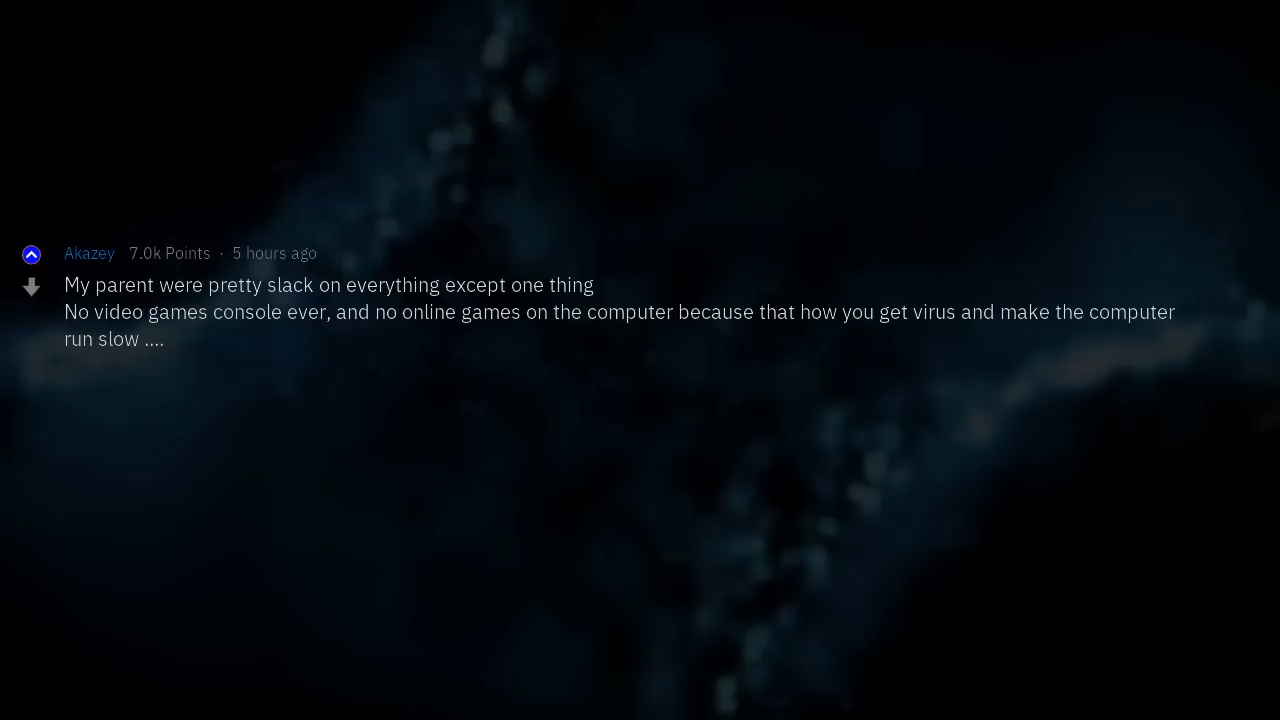 Akazey 7.0k Points · 5 hours ago
My parent were pretty slack on everything except one thing
No video games console ever, and no online games on the computer because that how you get virus and make the computer
run slow ....